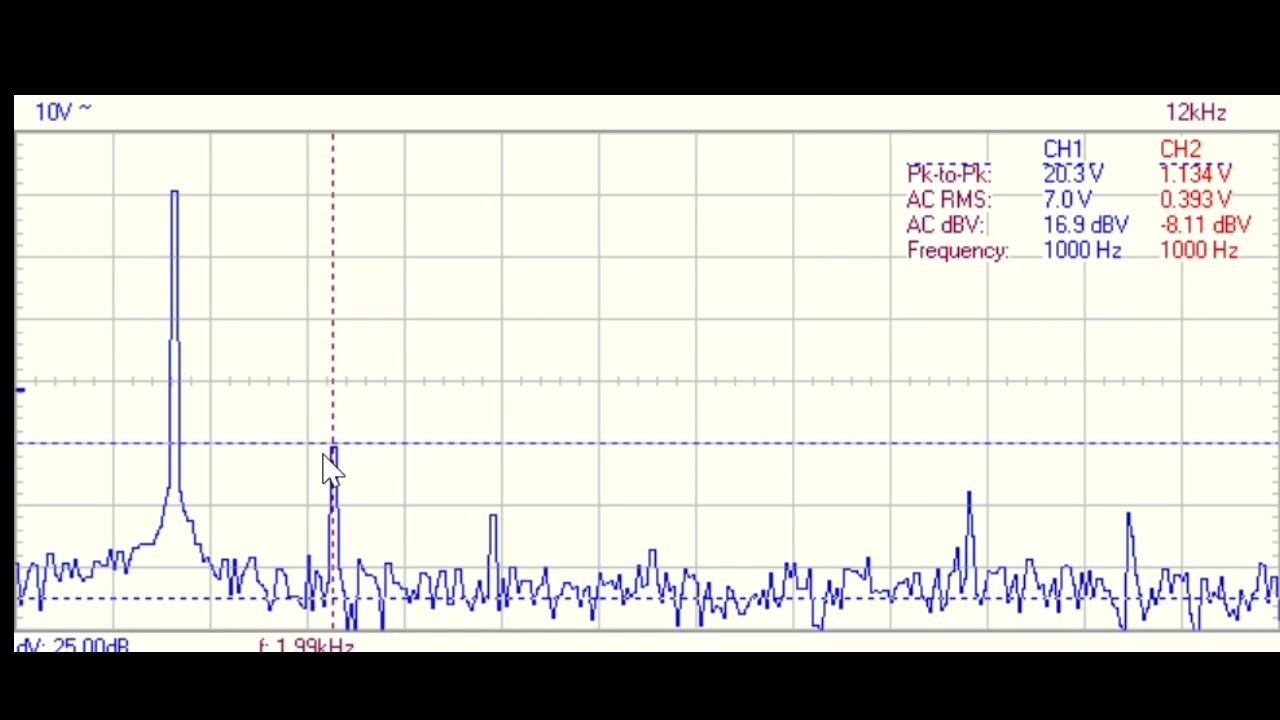 10V ~ 12kHz
CH1 CH2
Pk-to-Pk: 20.3 V 1.134 V
AC RMS: 7.0 V 0.393 V
AC dBV: 16.9 dBV -8.11 dBV
Frequency: 1000 Hz 1000 Hz
dV: 25.00dB f: 1.99kHz